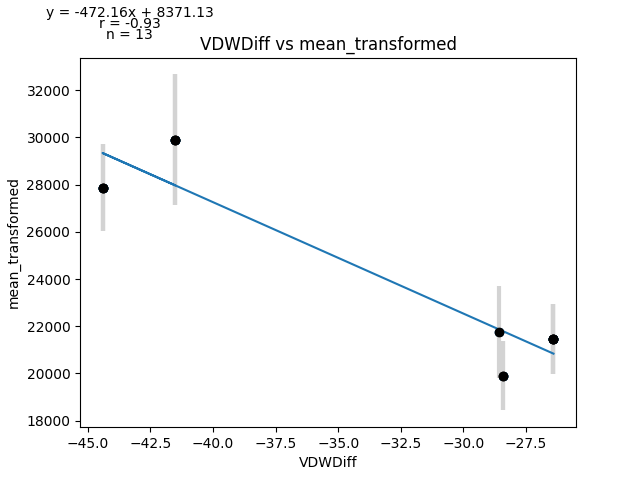 y = -472.16x + 8371.13
r = -0.93
n = 13
VDWDiff vs mean_transformed
mean_transformed
32000
30000
28000
26000
24000
22000
20000
18000
−45.0 −42.5 −40.0 −37.5 −35.0 −32.5 −30.0 −27.5
VDWDiff